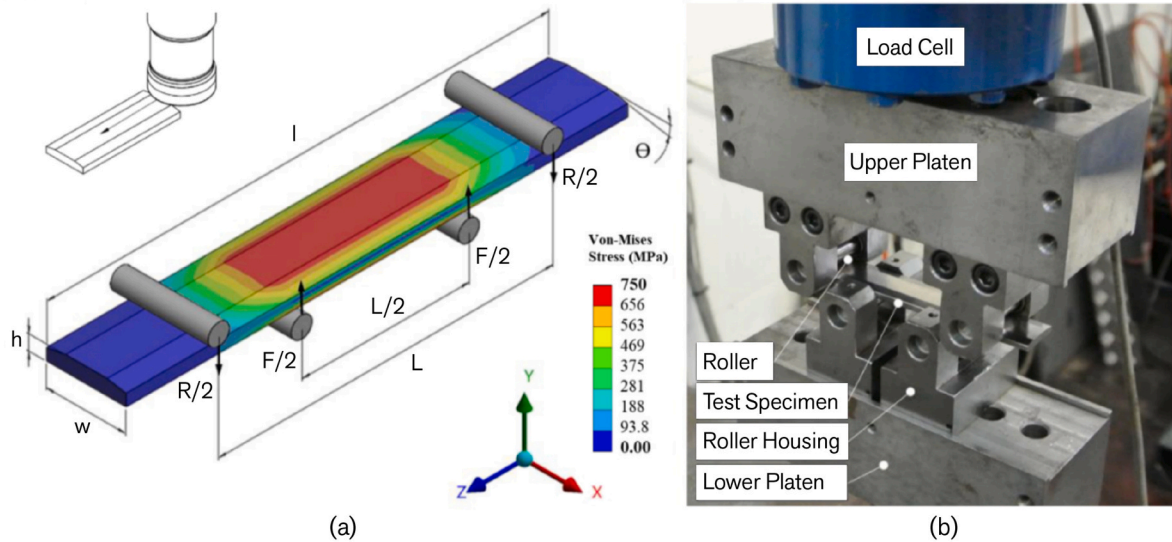 l
Θ
R/2
F/2
L/2
L
F/2
R/2
h
w
Von-Mises
Stress (MPa)
750
656
563
469
375
281
188
93.8
0.00
Y
Z
X
(a)
Load Cell
Upper Platen
Roller
Test Specimen
Roller Housing
Lower Platen
(b)